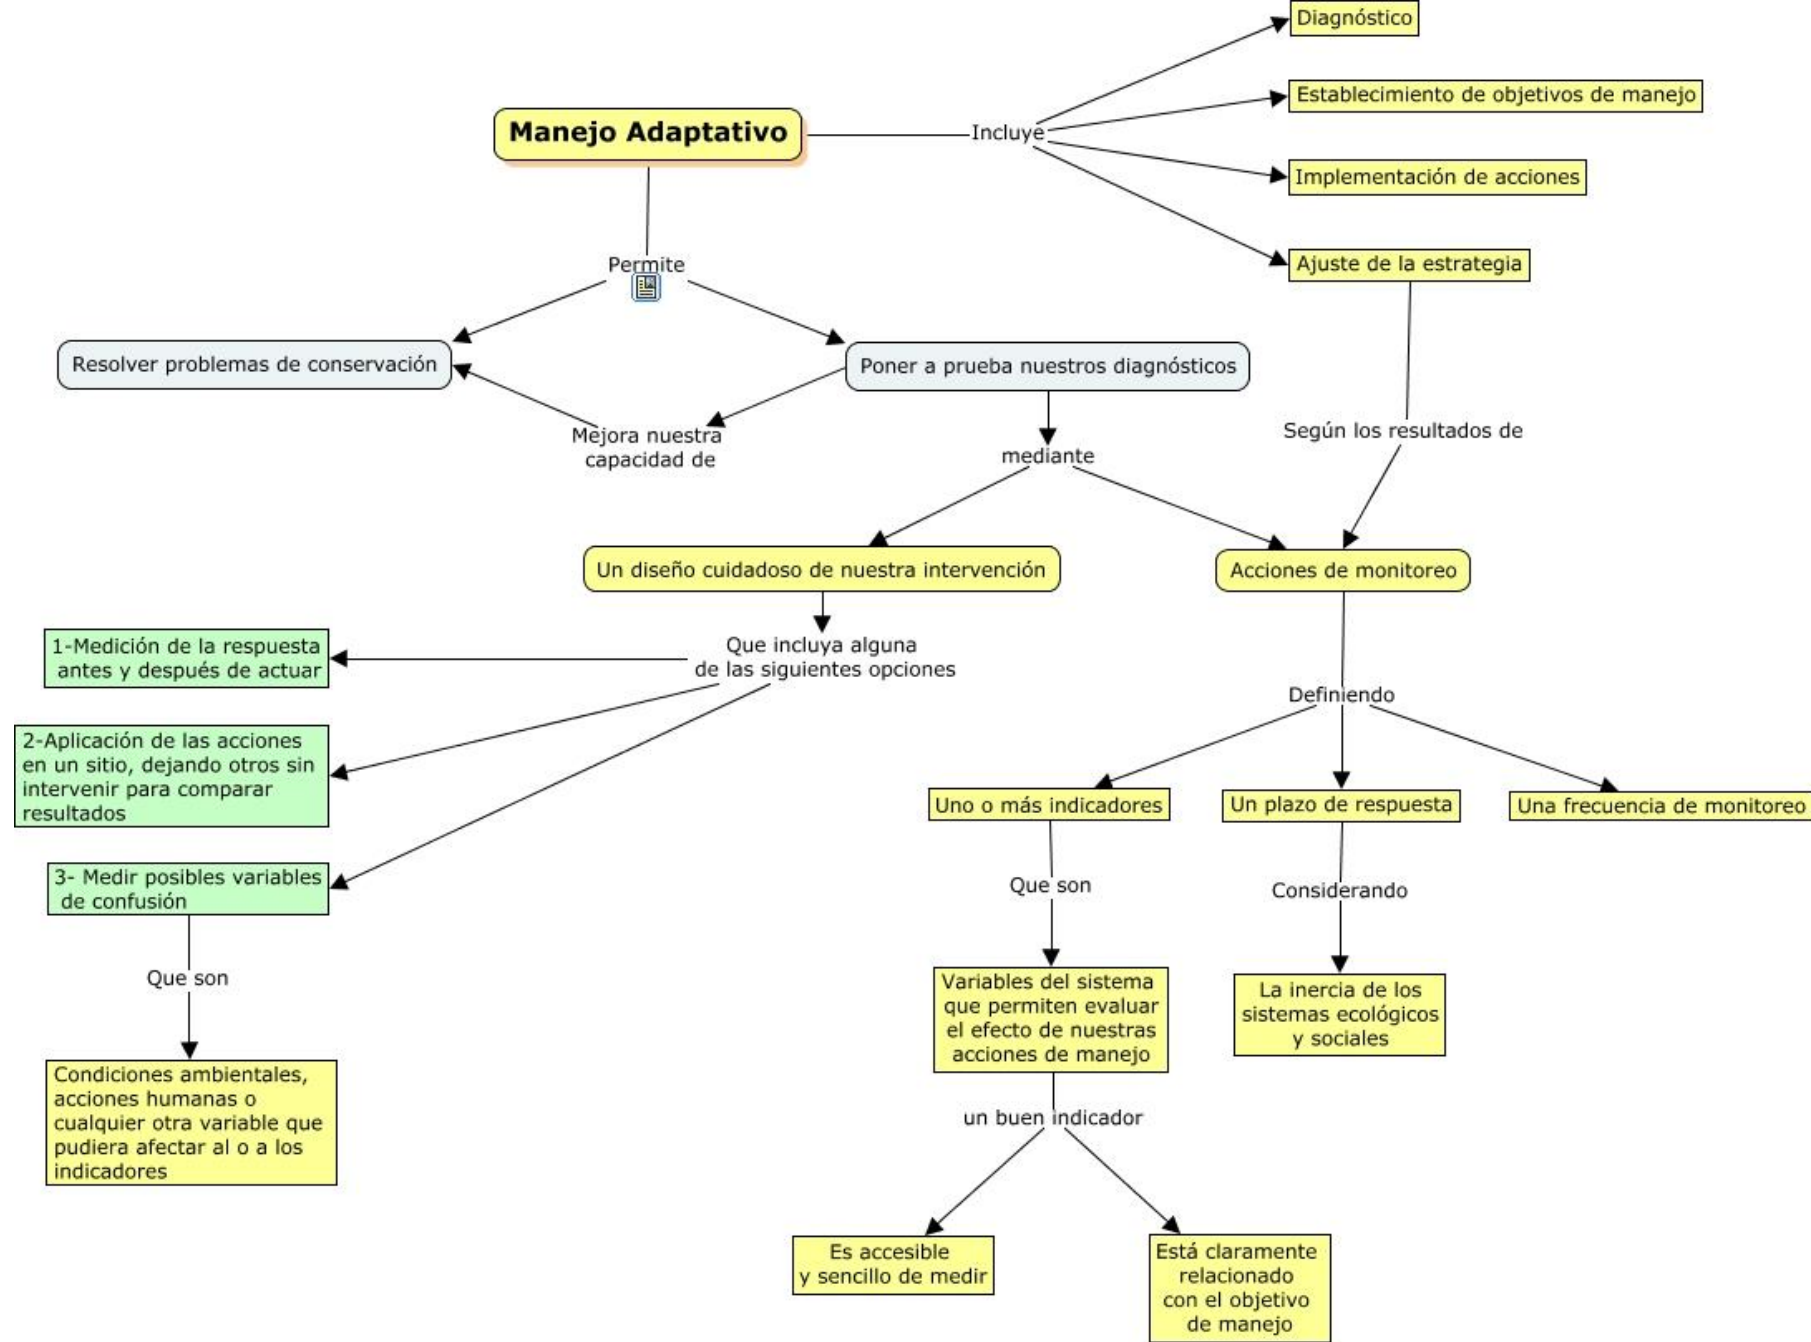 Diagnóstico
Establecimiento de objetivos de manejo
Manejo Adaptativo
Incluye
Implementación de acciones
Ajuste de la estrategia
Permite
Resolver problemas de conservación
Poner a prueba nuestros diagnósticos
Mejora nuestra
capacidad de
mediante
Según los resultados de
Un diseño cuidadoso de nuestra intervención
Acciones de monitoreo
Que incluya alguna
de las siguientes opciones
1-Medición de la respuesta
antes y después de actuar
2-Aplicación de las acciones
en un sitio, dejando otros sin
intervenir para comparar
resultados
3- Medir posibles variables
de confusión
Que son
Condiciones ambientales,
acciones humanas o
cualquier otra variable que
pudiera afectar al o a los
indicadores
Definiendo
Uno o más indicadores
Un plazo de respuesta
Una frecuencia de monitoreo
Que son
Considerando
Variables del sistema
que permiten evaluar
el efecto de nuestras
acciones de manejo
La inercia de los
sistemas ecológicos
y sociales
un buen indicador
Es accesible
y sencillo de medir
Está claramente
relacionado
con el objetivo
de manejo